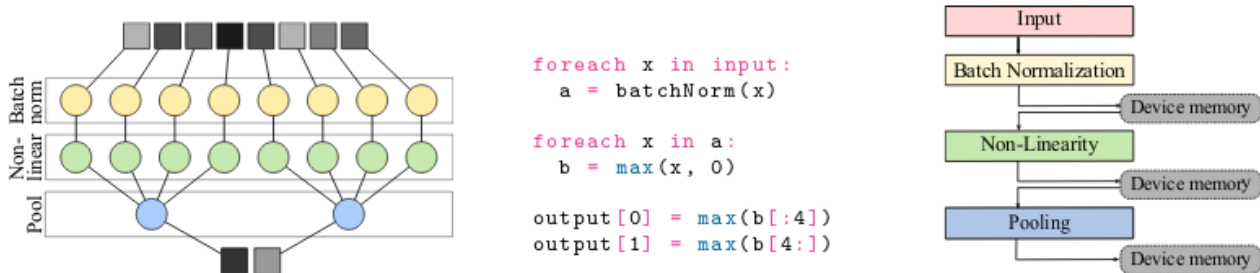 Batch
norm
Non-
linear
Pool
foreach x in input:
a = batchNorm(x)
foreach x in a:
b = max(x, 0)
output[0] = max(b[:4])
output[1] = max(b[4:])
Input
Batch Normalization
Device memory
Non-Linearity
Device memory
Pooling
Device memory